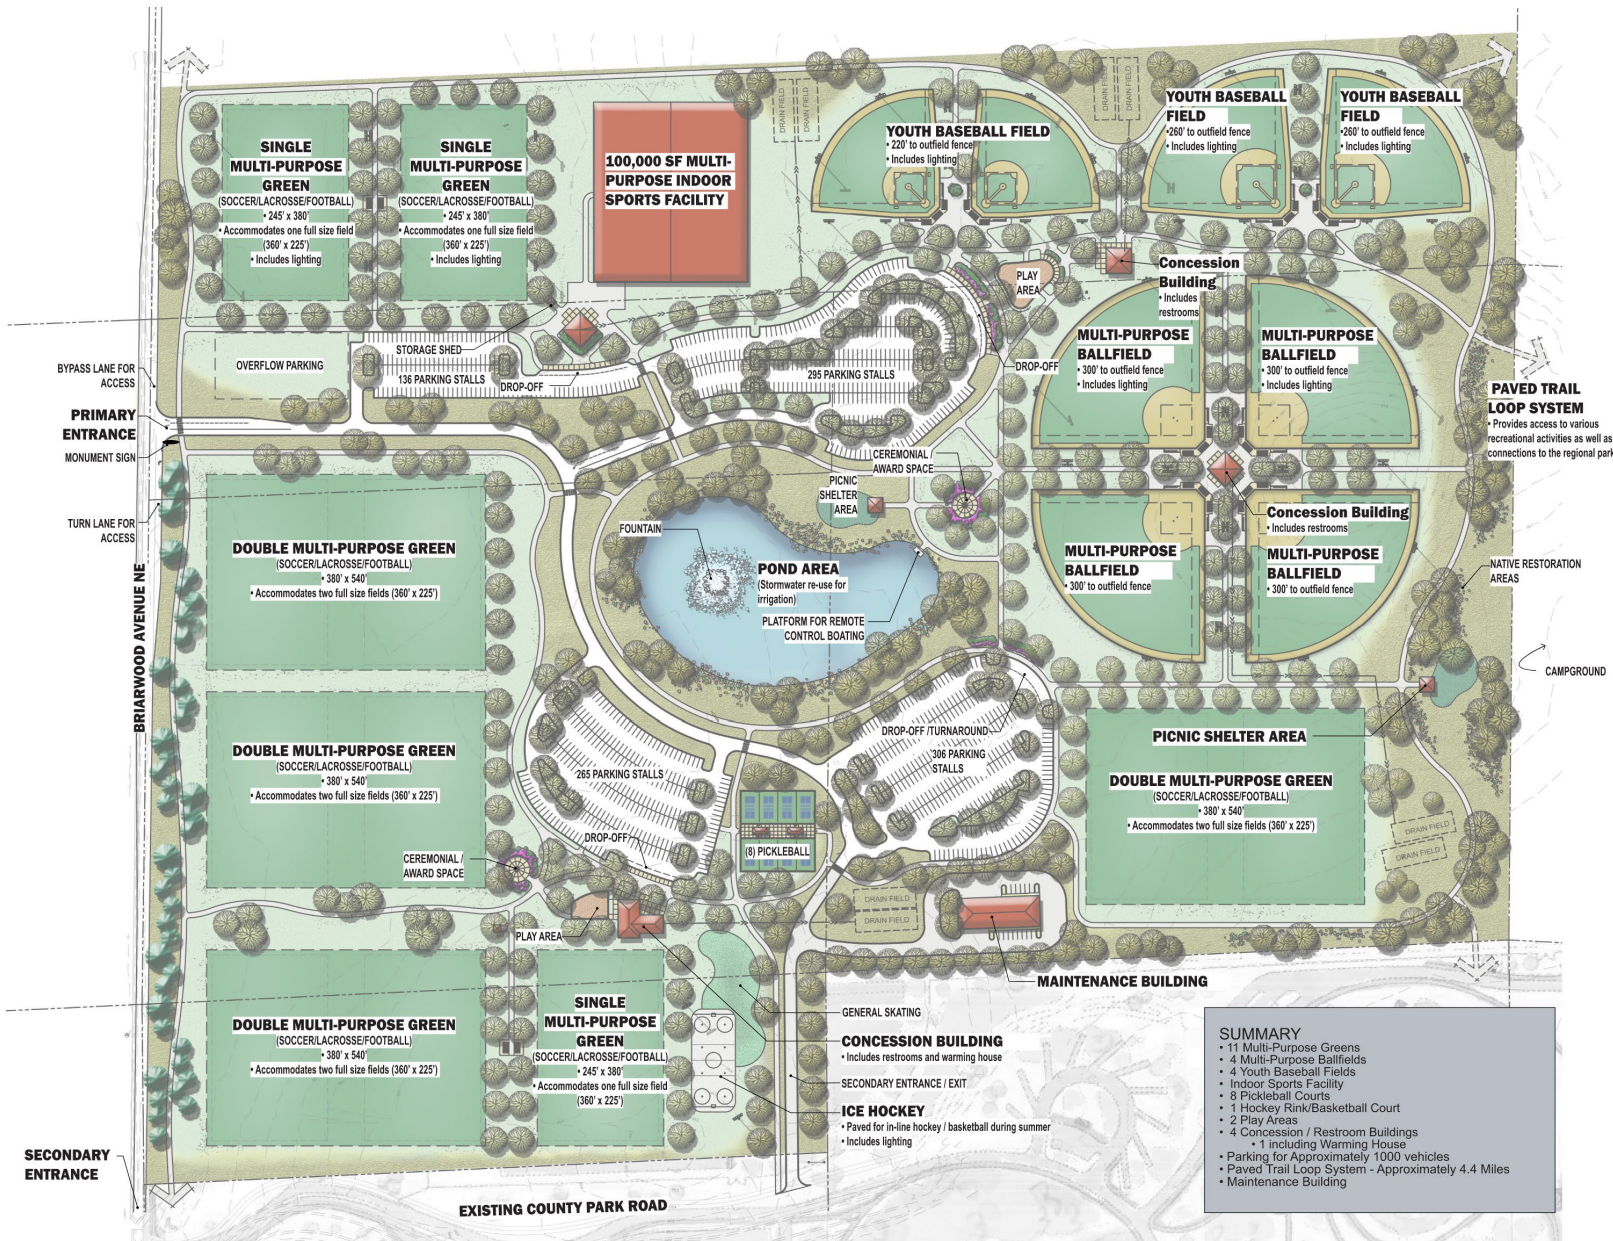 SINGLE
MULTI-PURPOSE
GREEN
(SOCCER/LACROSSE/FOOTBALL)
• 245' x 380'
• Accommodates one full size field
(360' x 225')
• Includes lighting
SINGLE
MULTI-PURPOSE
GREEN
(SOCCER/LACROSSE/FOOTBALL)
• 245' x 380'
• Accommodates one full size field
(360' x 225')
• Includes lighting
100,000 SF MULTI-
PURPOSE INDOOR
SPORTS FACILITY
DRAIN FIELD
DRAIN FIELD
YOUTH BASEBALL FIELD
• 220' to outfield fence
• Includes lighting
DRAIN FIELD
DRAIN FIELD
YOUTH BASEBALL
FIELD
•260' to outfield fence
• Includes lighting
YOUTH BASEBALL
FIELD
•260' to outfield fence
• Includes lighting
PLAY
AREA
Concession
Building
• Includes
restrooms
STORAGE SHED
OVERFLOW PARKING
136 PARKING STALLS
DROP-OFF
295 PARKING STALLS
DROP-OFF
MULTI-PURPOSE
BALLFIELD
• 300' to outfield fence
• Includes lighting
MULTI-PURPOSE
BALLFIELD
• 300' to outfield fence
• Includes lighting
BYPASS LANE FOR
ACCESS
PRIMARY
ENTRANCE
MONUMENT SIGN
TURN LANE FOR
ACCESS
PAVED TRAIL
LOOP SYSTEM
• Provides access to various
recreational activities as well as
connections to the regional park
CEREMONIAL /
AWARD SPACE
PICNIC
SHELTER
AREA
FOUNTAIN
POND AREA
(Stormwater re-use for
irrigation)
PLATFORM FOR REMOTE
CONTROL BOATING
Concession Building
• Includes restrooms
MULTI-PURPOSE
BALLFIELD
• 300' to outfield fence
MULTI-PURPOSE
BALLFIELD
• 300' to outfield fence
NATIVE RESTORATION
AREAS
CAMPGROUND
BRIARWOOD AVENUE NE
DOUBLE MULTI-PURPOSE GREEN
(SOCCER/LACROSSE/FOOTBALL)
• 380' x 540'
• Accommodates two full size fields (360' x 225')
DOUBLE MULTI-PURPOSE GREEN
(SOCCER/LACROSSE/FOOTBALL)
• 380' x 540'
• Accommodates two full size fields (360' x 225')
265 PARKING STALLS
DROP-OFF
DROP-OFF /TURNAROUND
306 PARKING
STALLS
PICNIC SHELTER AREA
DOUBLE MULTI-PURPOSE GREEN
(SOCCER/LACROSSE/FOOTBALL)
• 380' x 540'
• Accommodates two full size fields (360' x 225')
DRAIN FIELD
DRAIN FIELD
(8) PICKLEBALL
CEREMONIAL /
AWARD SPACE
PLAY AREA
DRAIN FIELD
DRAIN FIELD
MAINTENANCE BUILDING
DOUBLE MULTI-PURPOSE GREEN
(SOCCER/LACROSSE/FOOTBALL)
• 380' x 540'
• Accommodates two full size fields (360' x 225')
SINGLE
MULTI-PURPOSE
GREEN
(SOCCER/LACROSSE/FOOTBALL)
• 245' x 380'
• Accommodates one full size field
(360' x 225')
GENERAL SKATING
CONCESSION BUILDING
• Includes restrooms and warming house
SECONDARY ENTRANCE / EXIT
ICE HOCKEY
• Paved for in-line hockey / basketball during summer
• Includes lighting
SECONDARY
ENTRANCE
EXISTING COUNTY PARK ROAD
SUMMARY
• 11 Multi-Purpose Greens
• 4 Multi-Purpose Ballfields
• 4 Youth Baseball Fields
• Indoor Sports Facility
• 8 Pickleball Courts
• 1 Hockey Rink/Basketball Court
• 2 Play Areas
• 4 Concession / Restroom Buildings
• 1 including Warming House
• Parking for Approximately 1000 vehicles
• Paved Trail Loop System - Approximately 4.4 Miles
• Maintenance Building